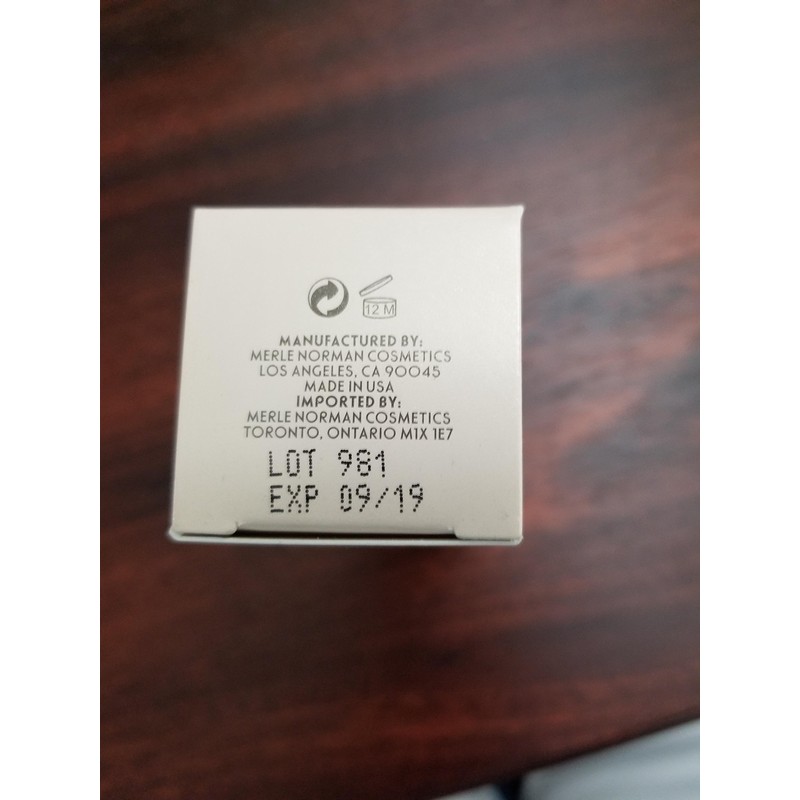 12 M
MANUFACTURED BY:
MERLE NORMAN COSMETICS
LOS ANGELES, CA 90045
MADE IN USA
IMPORTED BY:
MERLE NORMAN COSMETICS
TORONTO, ONTARIO M1X 1E7
LOT 981
EXP 09/19